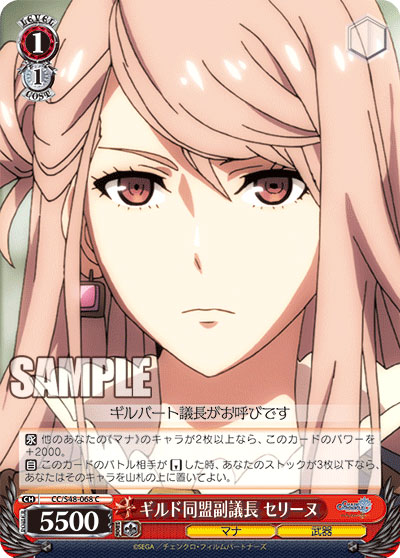 LEVEL
1
1
COST
SAMPLE
ギルバート議長がお呼びです
永 他のあなたの《マナ》のキャラが2枚以上なら、このカードのパワーを
+2000。
自 このカードのバトル相手が した時、あなたのストックが3枚以下なら、
あなたはそのキャラを山札の上に置いてよい。
CH CC/S48-068 C
POWER
5500
ギルド同盟副議長 セリーヌ
マナ
武器
©SEGA/チェンクロ・フィルムパートナーズ